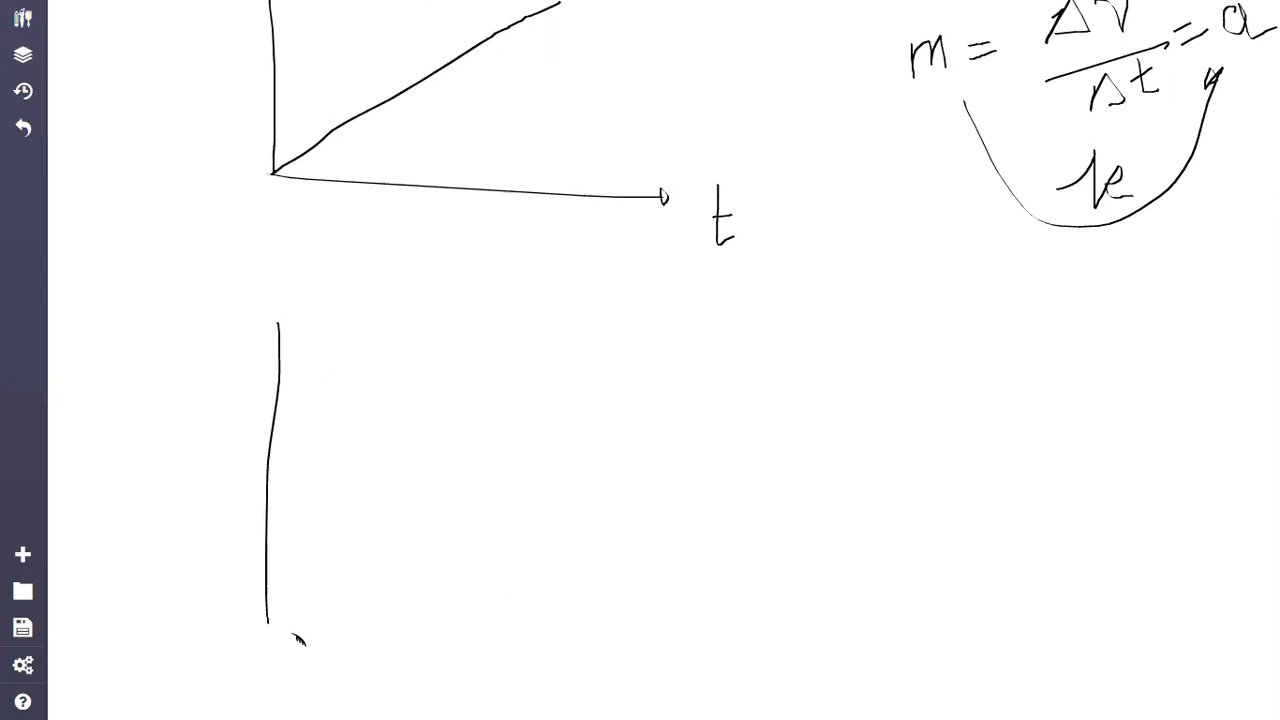 m = ΔV/Δt = a
k
t